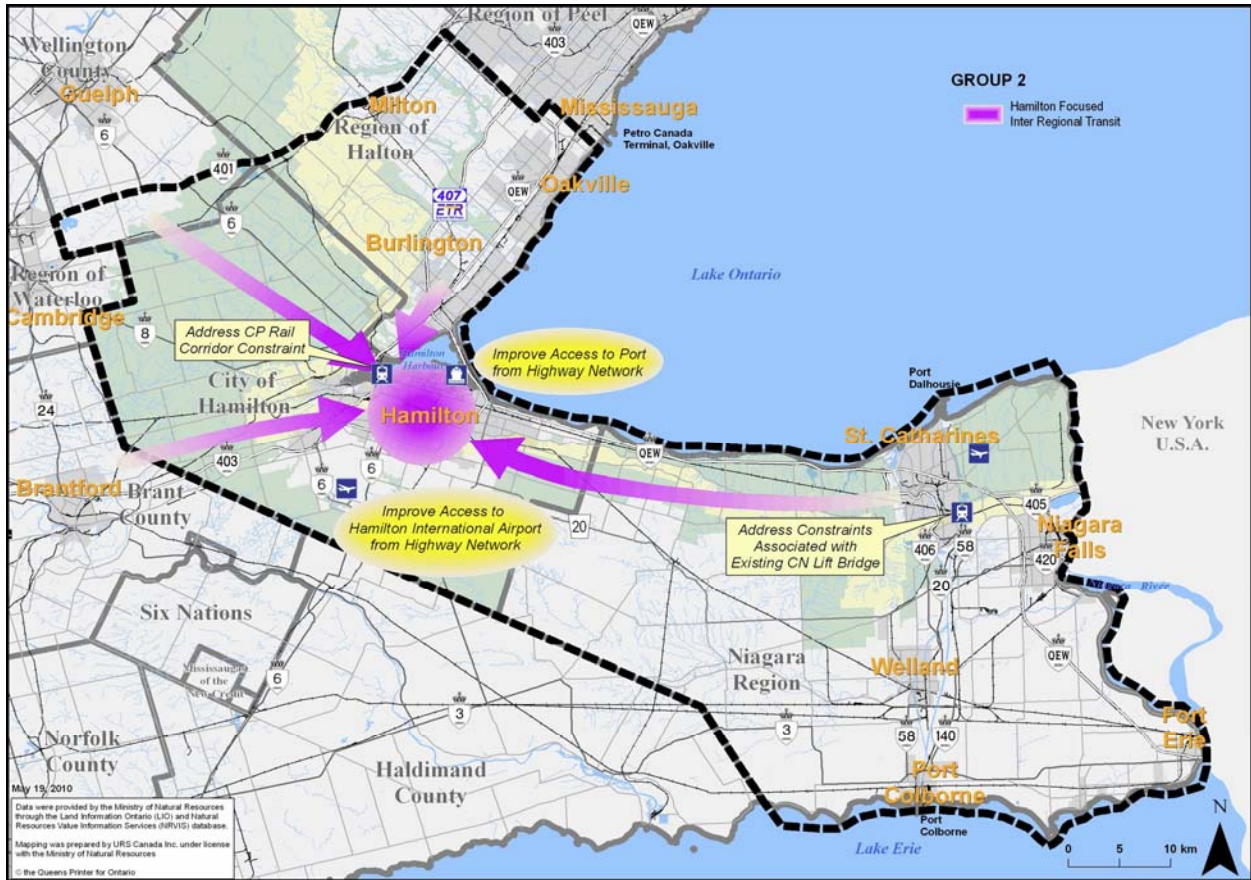 Region of Peel
QEW
403
Wellington
County
Guelph
6
Milton
Region of
Halton
Mississauga
Petro Canada
Terminal, Oakville
GROUP 2
Hamilton Focused
Inter Regional Transit
401
6
407
ETR
QEW
Oakville
Burlington
Region of
Waterloo
Cambridge
8
Lake Ontario
Address CP Rail
Corridor Constraint
Hamilton
Harbour
Improve Access to Port
from Highway Network
City of
Hamilton
Hamilton
24
403
6
6
Port
Dalhousie
New York
U.S.A.
St. Catharines
QEW
Brantford
Brant
County
Improve Access to
Hamilton International Airport
from Highway Network
20
Address Constraints
Associated with
Existing CN Lift Bridge
405
Niagara
Falls
406
58
420
20
River
Six Nations
Mississaugas
of the
New Credit
6
Niagara
Region
Welland
QEW
3
3
58
140
Fort
Erie
Norfolk
County
Haldimand
County
Port
Colborne
Port
Colborne
Lake Erie
May 19, 2010
Data were provided by the Ministry of Natural Resources
through the Land Information Ontario (LIO) and Natural
Resources Value Information Services (NRVIS) database.
Mapping was prepared by URS Canada Inc. under license
with the Ministry of Natural Resources
© the Queens Printer for Ontario
N
0 5 10 km